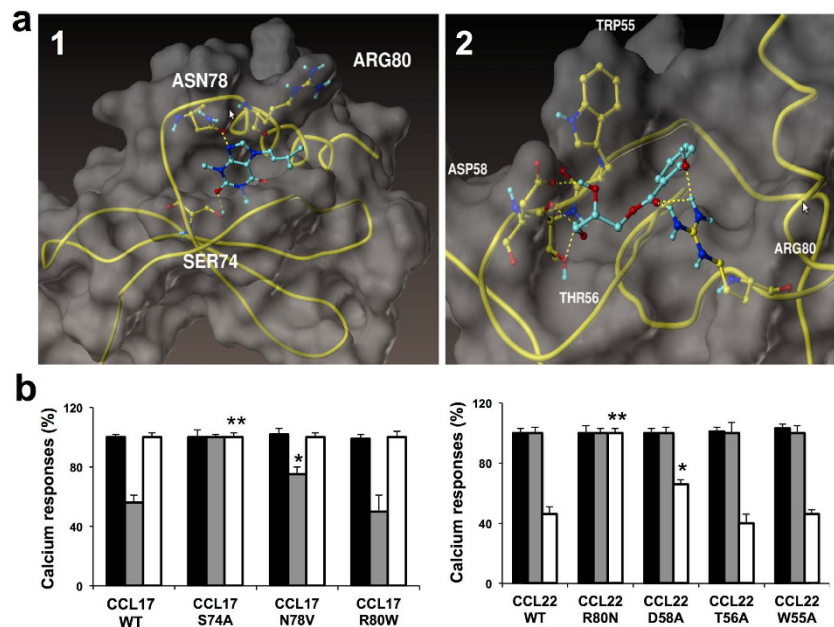 a
1
ASN78
ARG80
SER74
2
TRP55
ASP58
THR56
ARG80
b
Calcium responses (%)
120
80
40
0
**
*
CCL17 WT
CCL17 S74A
CCL17 N78V
CCL17 R80W
Calcium responses (%)
120
80
40
0
**
*
CCL22 WT
CCL22 R80N
CCL22 D58A
CCL22 T56A
CCL22 W55A